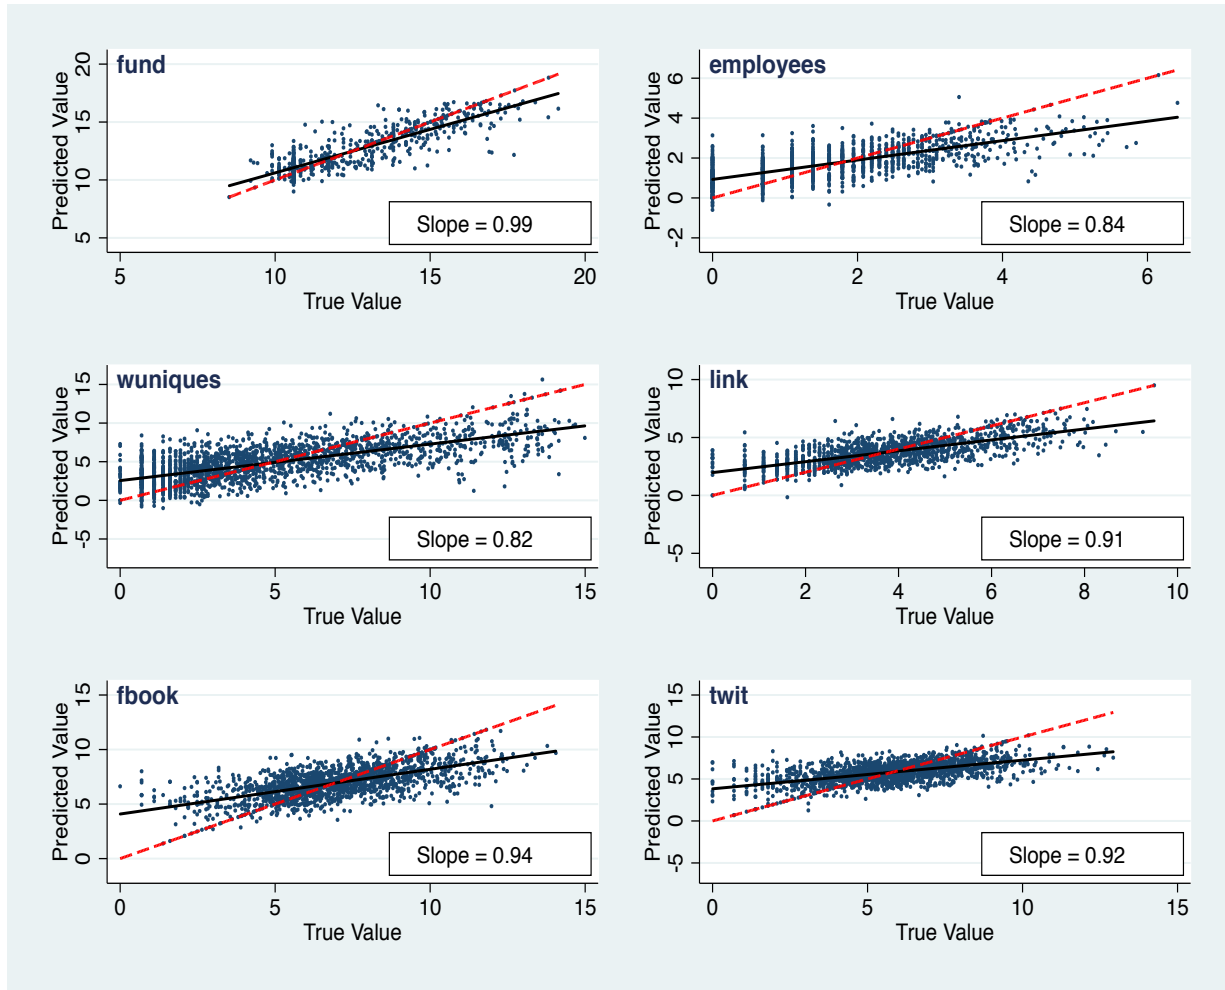 fund
Predicted Value
20
15
10
5
Slope = 0.99
5 10 15 20
True Value
employees
Predicted Value
6
4
2
0
-2
Slope = 0.84
0 2 4 6
True Value
wuniques
Predicted Value
15
10
5
0
-5
Slope = 0.82
0 5 10 15
True Value
link
Predicted Value
10
5
0
-5
Slope = 0.91
0 2 4 6 8 10
True Value
fbook
Predicted Value
15
10
5
0
Slope = 0.94
0 5 10 15
True Value
twit
Predicted Value
15
10
5
0
-5
Slope = 0.92
0 5 10 15
True Value